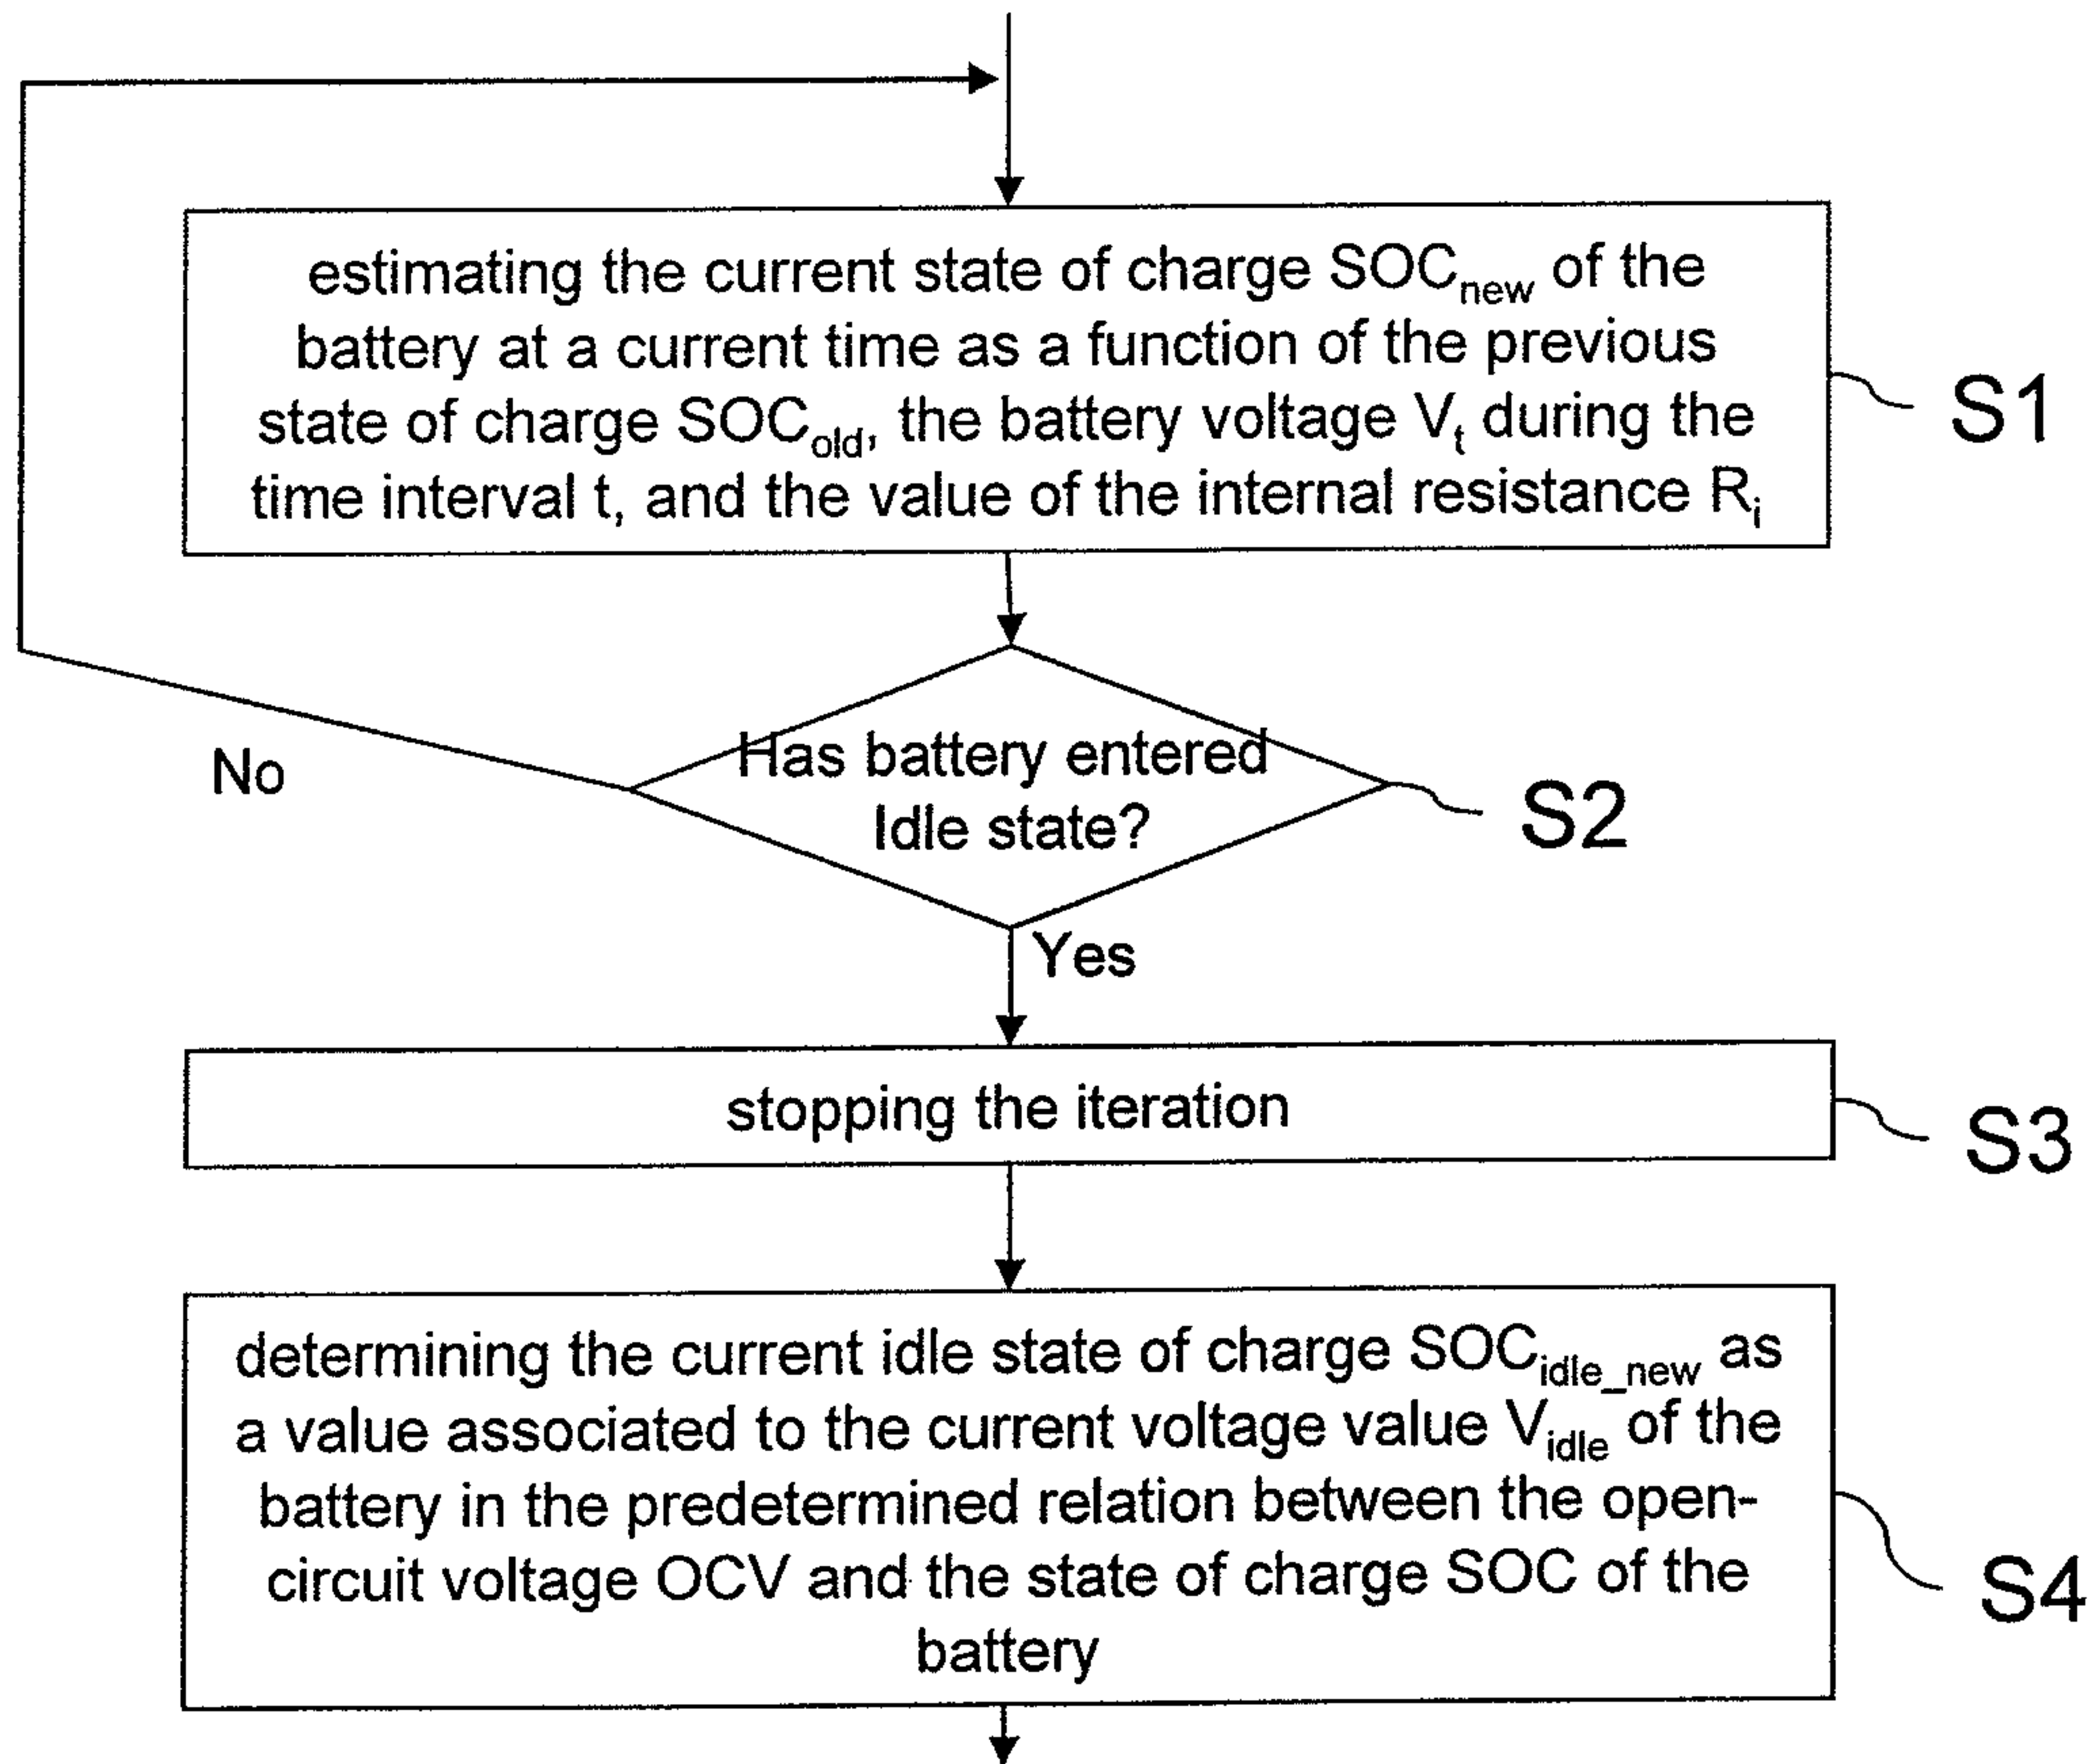 estimating the current state of charge SOCnew of the
battery at a current time as a function of the previous
state of charge SOCold, the battery voltage Vt during the
time interval t, and the value of the internal resistance Ri
S1
Has battery entered
Idle state?
S2
No
Yes
stopping the iteration
S3
determining the current idle state of charge SOCidle_new as
a value associated to the current voltage value Vidle of the
battery in the predetermined relation between the open-
circuit voltage OCV and the state of charge SOC of the
battery
S4